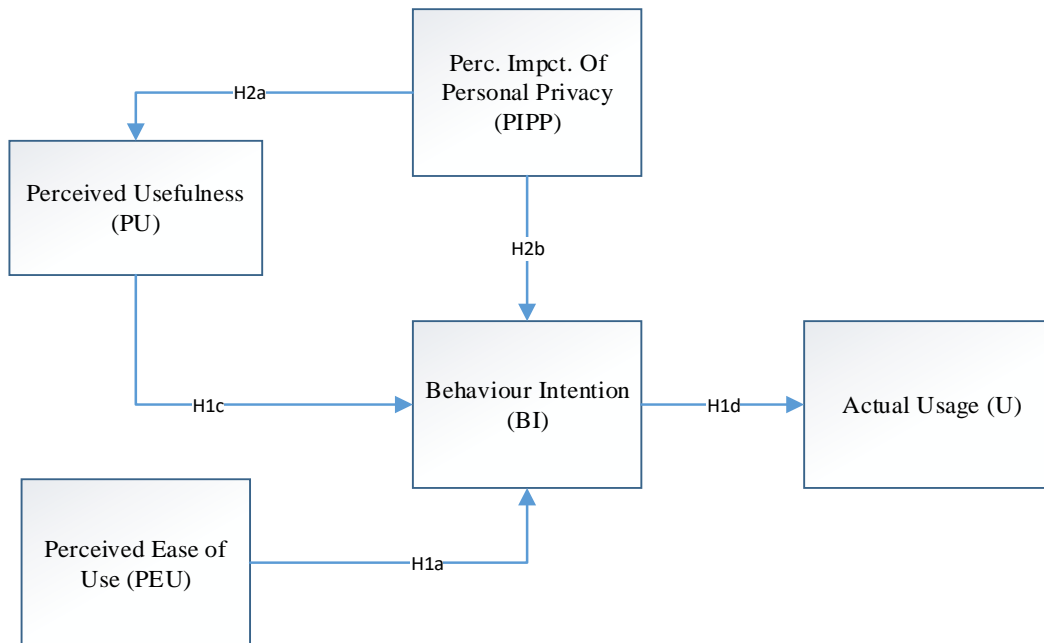 Perc. Impct. Of
Personal Privacy
(PIPP)
H2a
Perceived Usefulness
(PU)
H2b
Behaviour Intention
(BI)
H1c
H1d
Actual Usage (U)
Perceived Ease of
Use (PEU)
H1a